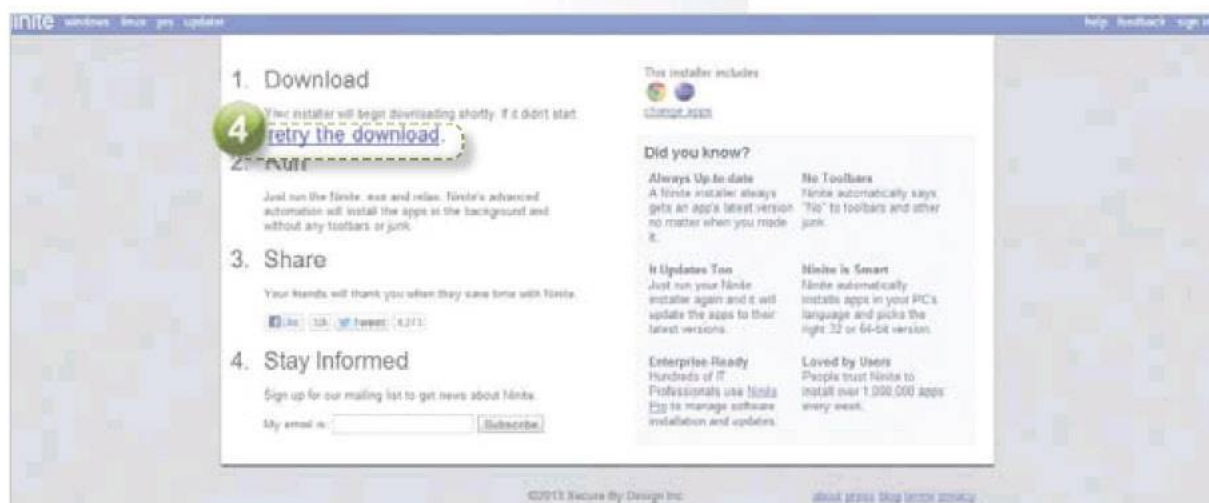 inite windows linux pro updater
help feedback sign in
1. Download
Your installer will begin downloading shortly. If it didn't start
4 retry the download.
2. Run
Just run the Ninite .exe and relax. Ninite's advanced
automation will install the apps in the background and
without any toolbars or junk.
3. Share
Your friends will thank you when they save time with Ninite.
Like Tweet
4. Stay Informed
Sign up for our mailing list to get news about Ninite.
My email is: Subscribe
This installer includes
change apps
Did you know?
Always Up-to-date
A Ninite installer always
gets an app's latest version
no matter when you made
it.
No Toolbars
Ninite automatically says
"No" to toolbars and other
junk.
It Updates Too
Just run your Ninite
installer again and it will
update the apps to their
latest versions.
Ninite is Smart
Ninite automatically
installs apps in your PC's
language and picks the
right 32 or 64-bit version.
Enterprise Ready
Hundreds of IT
Professionals use Ninite
Pro to manage software
installation and updates.
Loved by Users
People trust Ninite to
install over 1,000,000 apps
every week.
©2013 Secure By Design Inc.
about press blog terms privacy